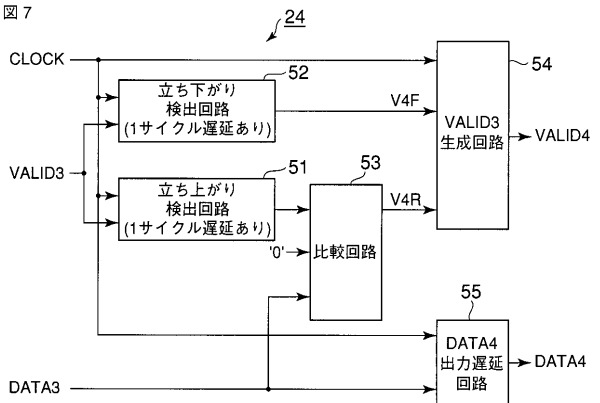 図 7
24
CLOCK
52
立ち下がり
検出回路
(1サイクル遅延あり)
V4F
54
VALID3
生成回路
VALID4
VALID3
51
立ち上がり
検出回路
(1サイクル遅延あり)
53
比較回路
'0'
V4R
55
DATA4
出力遅延
回路
DATA4
DATA3